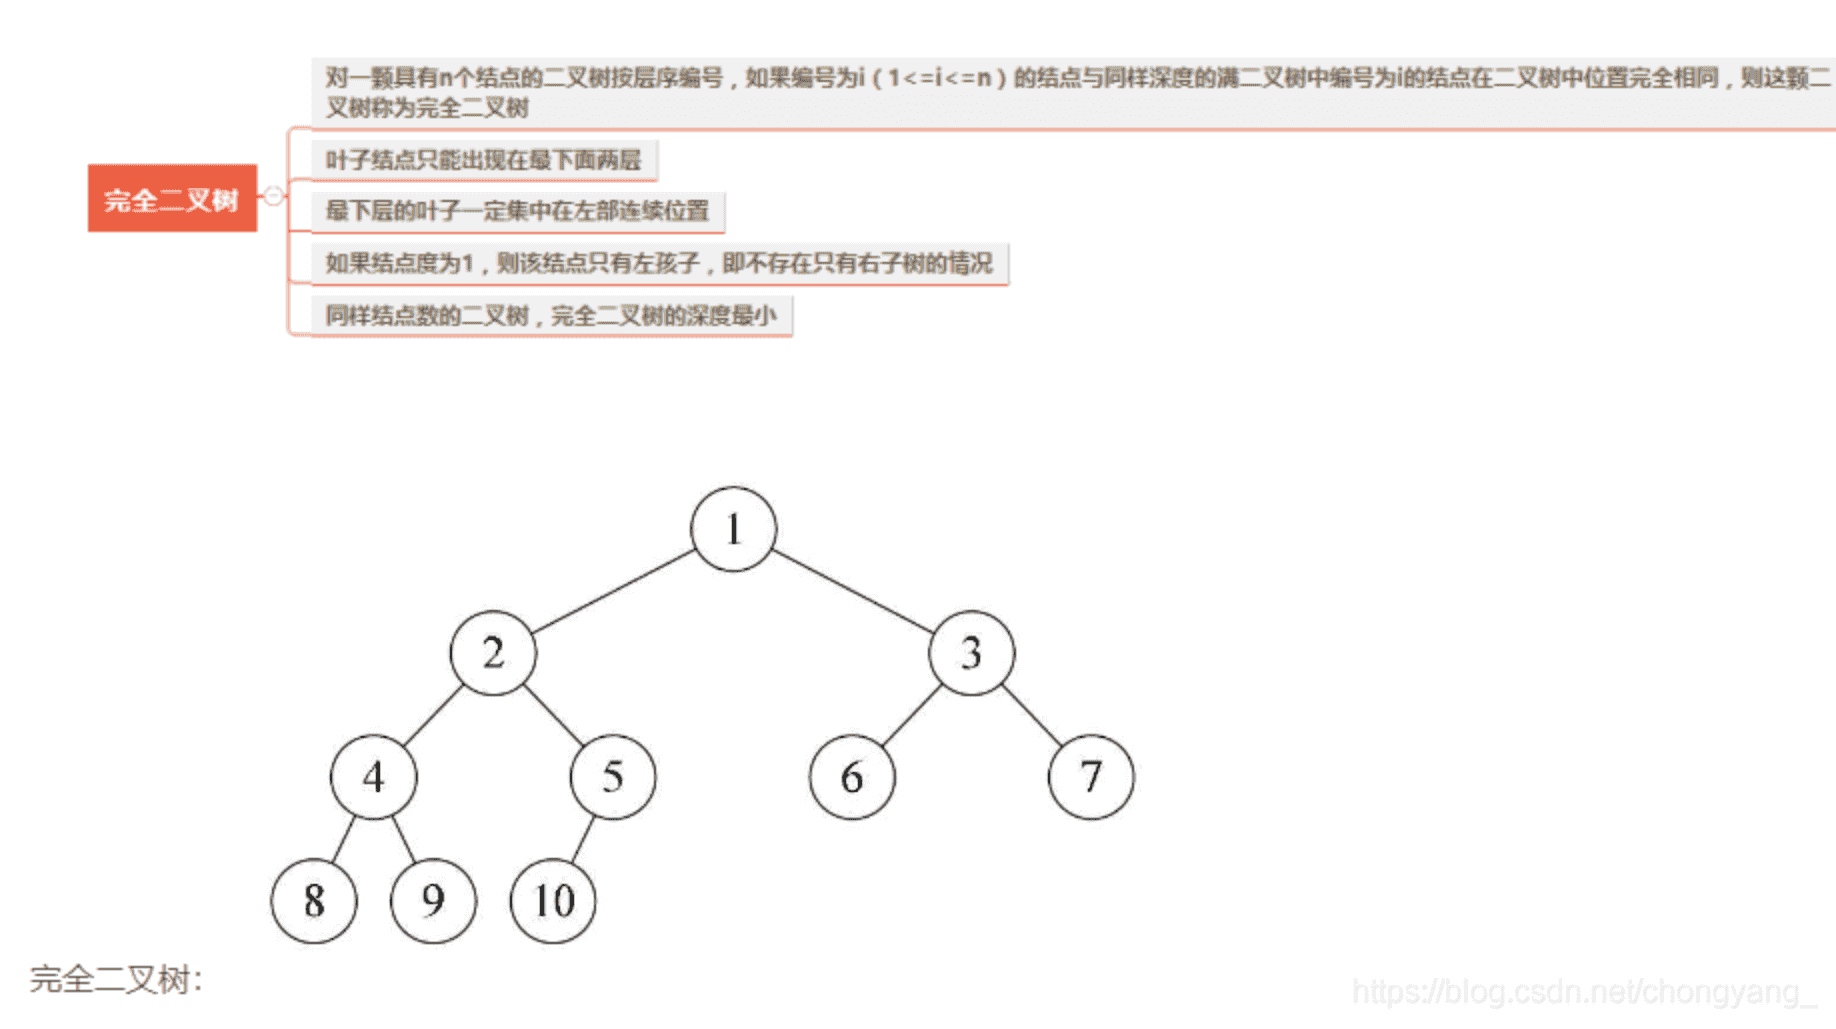 对一颗具有n个结点的二叉树按层序编号，如果编号为i（1<=i<=n）的结点与同样深度的满二叉树中编号为i的结点在二叉树中位置完全相同，则这颗二
叉树称为完全二叉树
叶子结点只能出现在最下面两层
完全二叉树
最下层的叶子一定集中在左部连续位置
如果结点度为1，则该结点只有左孩子，即不存在只有右子树的情况
同样结点数的二叉树，完全二叉树的深度最小
1
2 3
4 5 6 7
8 9 10
完全二叉树：
https://blog.csdn.net/chongyang_